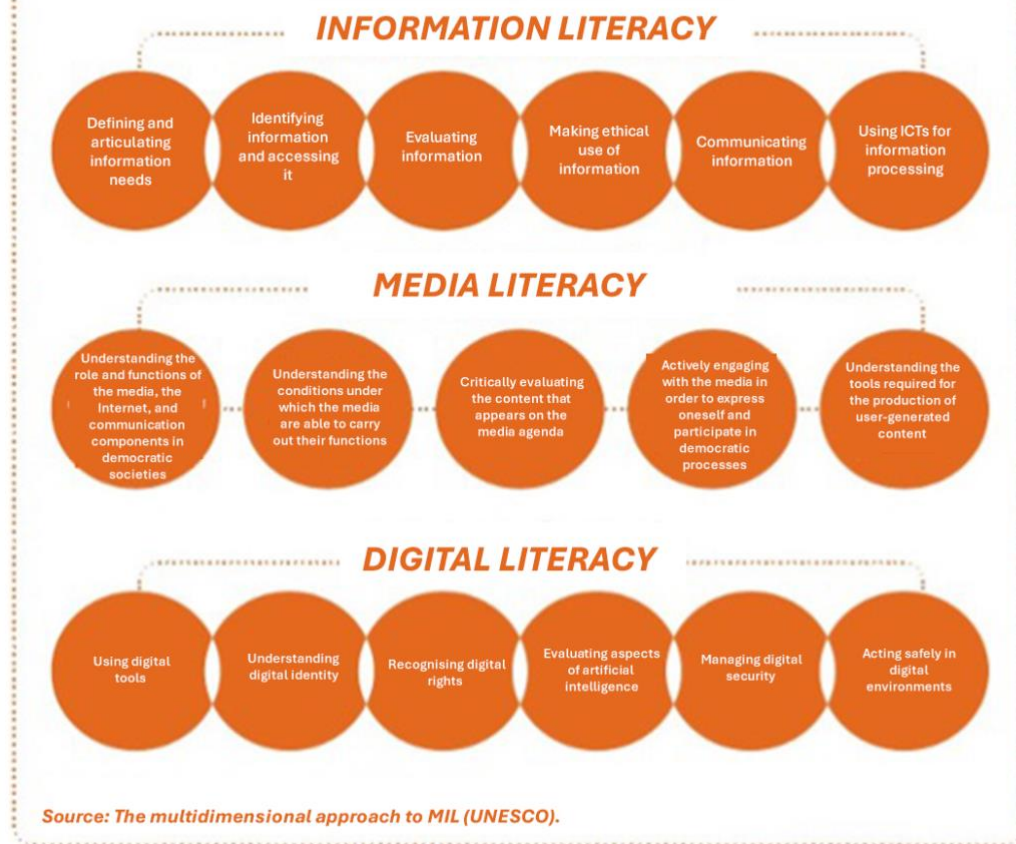 INFORMATION LITERACY
Defining and
articulating
information
needs
Identifying
information
and accessing
it
Evaluating
information
Making ethical
use of
information
Communicating
information
Using ICTs for
information
processing
MEDIA LITERACY
Understanding the
role and functions of
the media, the
Internet, and
communication
components in
democratic
societies
Understanding the
conditions under
which the media
are able to carry
out their functions
Critically evaluating
the content that
appears on the
media agenda
Actively engaging
with the media in
order to express
oneself and
participate in
democratic
processes
Understanding the
tools required for
the production of
user-generated
content
DIGITAL LITERACY
Using digital
tools
Understanding
digital identity
Recognising digital
rights
Evaluating aspects
of artificial
intelligence
Managing digital
security
Acting safely in
digital
environments
Source: The multidimensional approach to MIL (UNESCO).